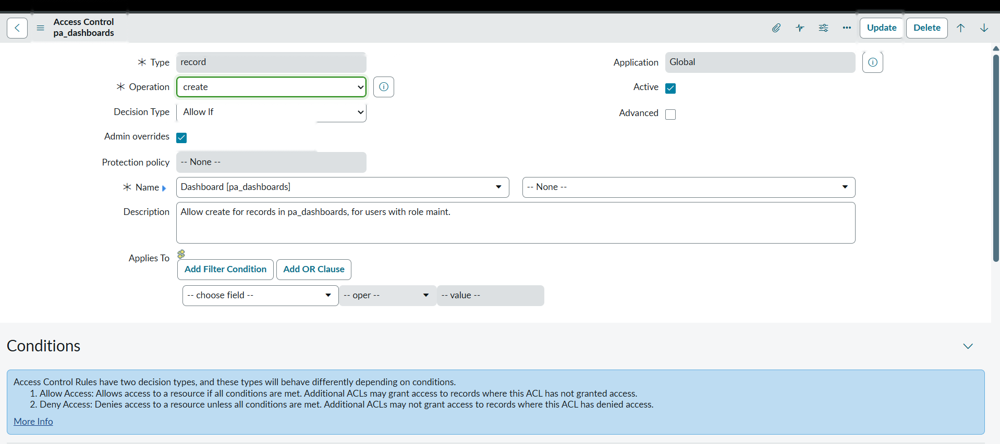 Access Control
pa_dashboards
Update
Delete
Type
record
Application
Global
Operation
create
Active
Decision Type
Allow If
Advanced
Admin overrides
Protection policy
-- None --
Name
Dashboard [pa_dashboards]
-- None --
Description
Allow create for records in pa_dashboards, for users with role maint.
Applies To
Add Filter Condition
Add OR Clause
-- choose field --
-- oper --
-- value --
Conditions
Access Control Rules have two decision types, and these types will behave differently depending on conditions.
1. Allow Access: Allows access to a resource if all conditions are met. Additional ACLs may grant access to records where this ACL has not granted access.
2. Deny Access: Denies access to a resource unless all conditions are met. Additional ACLs may not grant access to records where this ACL has denied access.
More Info